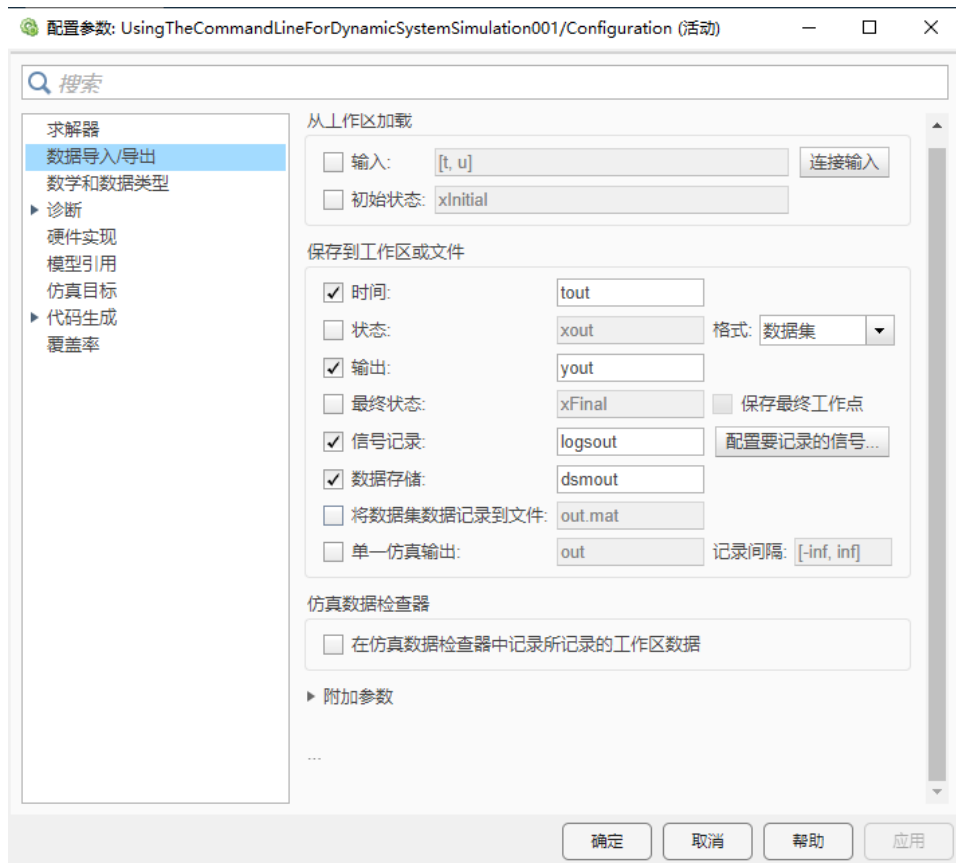 配置参数: UsingTheCommandLineForDynamicSystemSimulation001/Configuration (活动)
搜索
求解器
数据导入/导出
数学和数据类型
诊断
硬件实现
模型引用
仿真目标
代码生成
覆盖率
从工作区加载
输入: [t, u] 连接输入
初始状态: xInitial
保存到工作区或文件
时间: tout
状态: xout 格式: 数据集
输出: yout
最终状态: xFinal 保存最终工作点
信号记录: logsout 配置要记录的信号...
数据存储: dsmout
将数据集数据记录到文件: out.mat
单一仿真输出: out 记录间隔: [-inf, inf]
仿真数据检查器
在仿真数据检查器中记录所记录的工作区数据
附加参数
...
确定 取消 帮助 应用